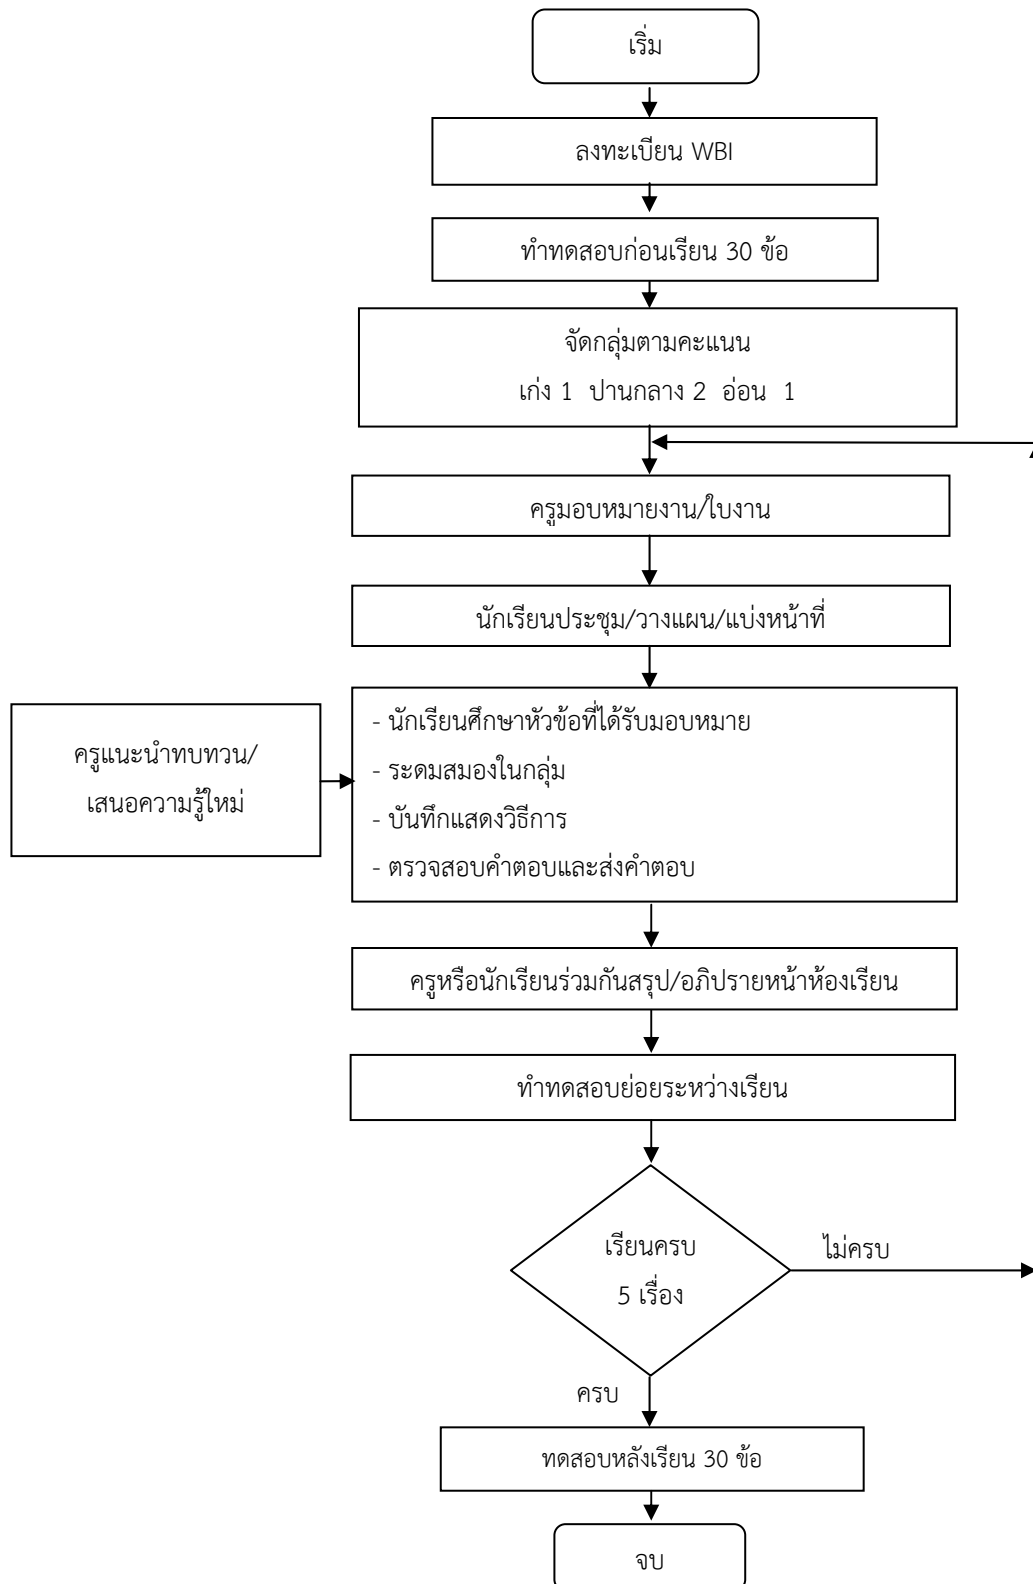 เริ่ม
ลงทะเบียน WBI
ทำทดสอบก่อนเรียน 30 ข้อ
จัดกลุ่มตามคะแนน
เก่ง 1 ปานกลาง 2 อ่อน 1
ครูมอบหมายงาน/ใบงาน
นักเรียนประชุม/วางแผน/แบ่งหน้าที่
ครูแนะนำทบทวน/
เสนอความรู้ใหม่
- นักเรียนศึกษาหัวข้อที่ได้รับมอบหมาย
- ระดมสมองในกลุ่ม
- บันทึกแสดงวิธีการ
- ตรวจสอบคำตอบและส่งคำตอบ
ครูหรือนักเรียนร่วมกันสรุป/อภิปรายหน้าห้องเรียน
ทำทดสอบย่อยระหว่างเรียน
เรียนครบ
5 เรื่อง
ไม่ครบ
ครบ
ทดสอบหลังเรียน 30 ข้อ
จบ